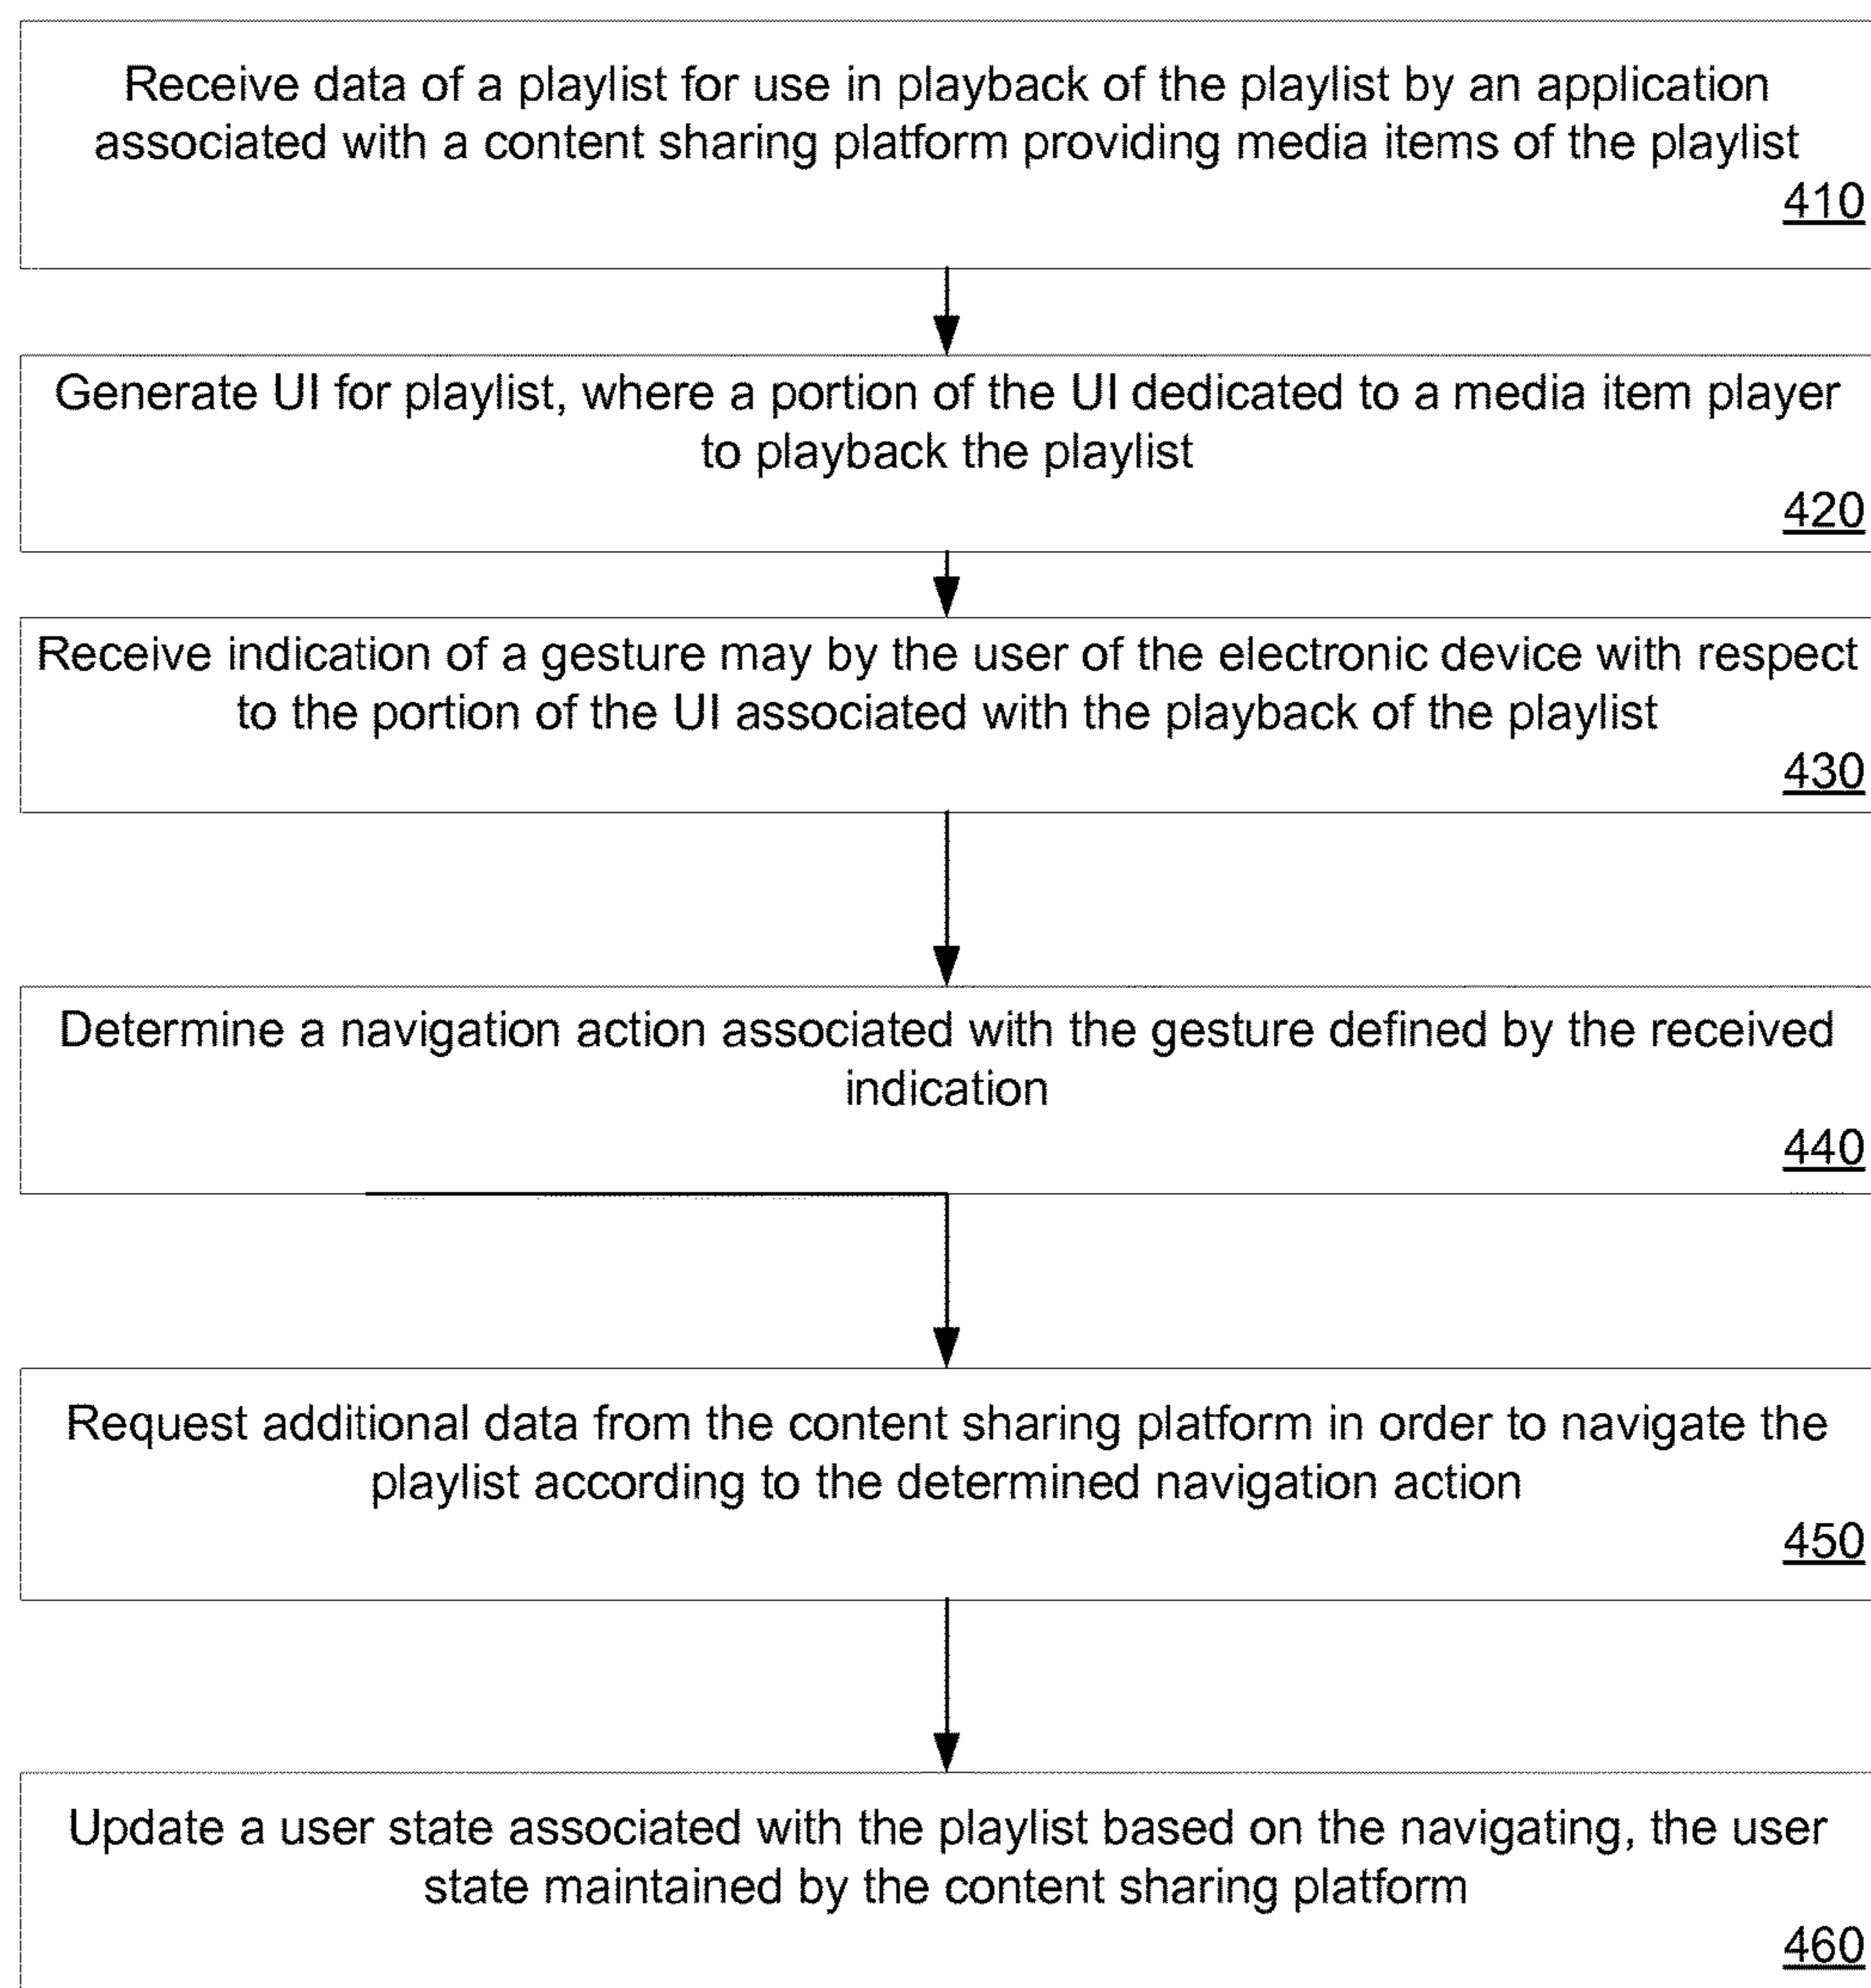 Receive data of a playlist for use in playback of the playlist by an application
associated with a content sharing platform providing media items of the playlist
410
Generate UI for playlist, where a portion of the UI dedicated to a media item player
to playback the playlist
420
Receive indication of a gesture may by the user of the electronic device with respect
to the portion of the UI associated with the playback of the playlist
430
Determine a navigation action associated with the gesture defined by the received
indication
440
Request additional data from the content sharing platform in order to navigate the
playlist according to the determined navigation action
450
Update a user state associated with the playlist based on the navigating, the user
state maintained by the content sharing platform
460